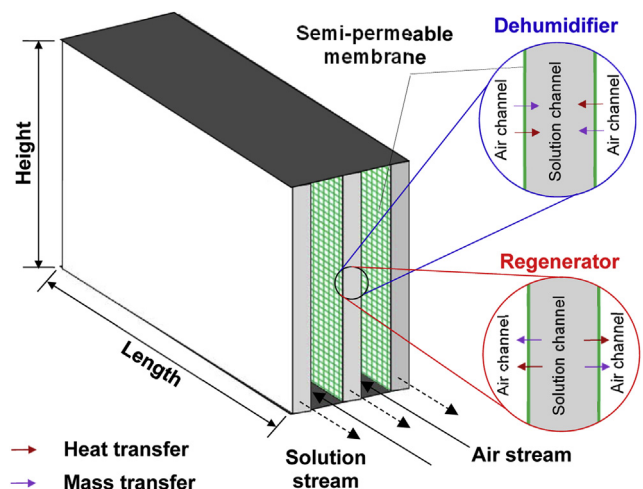 Semi-permeable
membrane
Dehumidifier
Air channel
Solution channel
Air channel
Height
Length
Regenerator
Air channel
Solution channel
Air channel
Solution
stream
Air stream
Heat transfer
Mass transfer